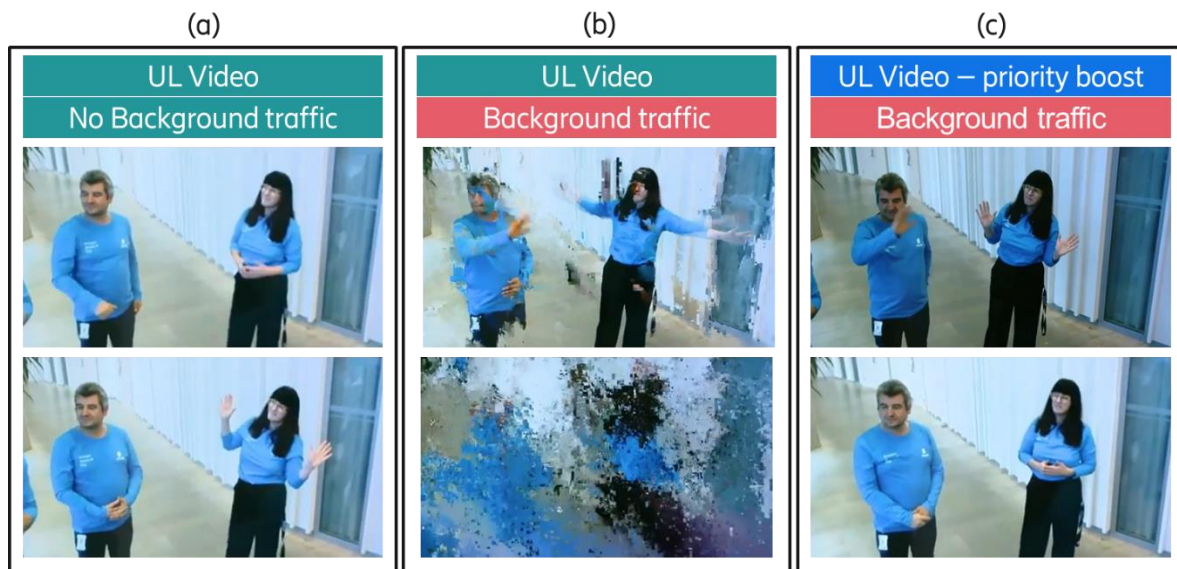 (a)
UL Video
No Background traffic
(b)
UL Video
Background traffic
(c)
UL Video – priority boost
Background traffic